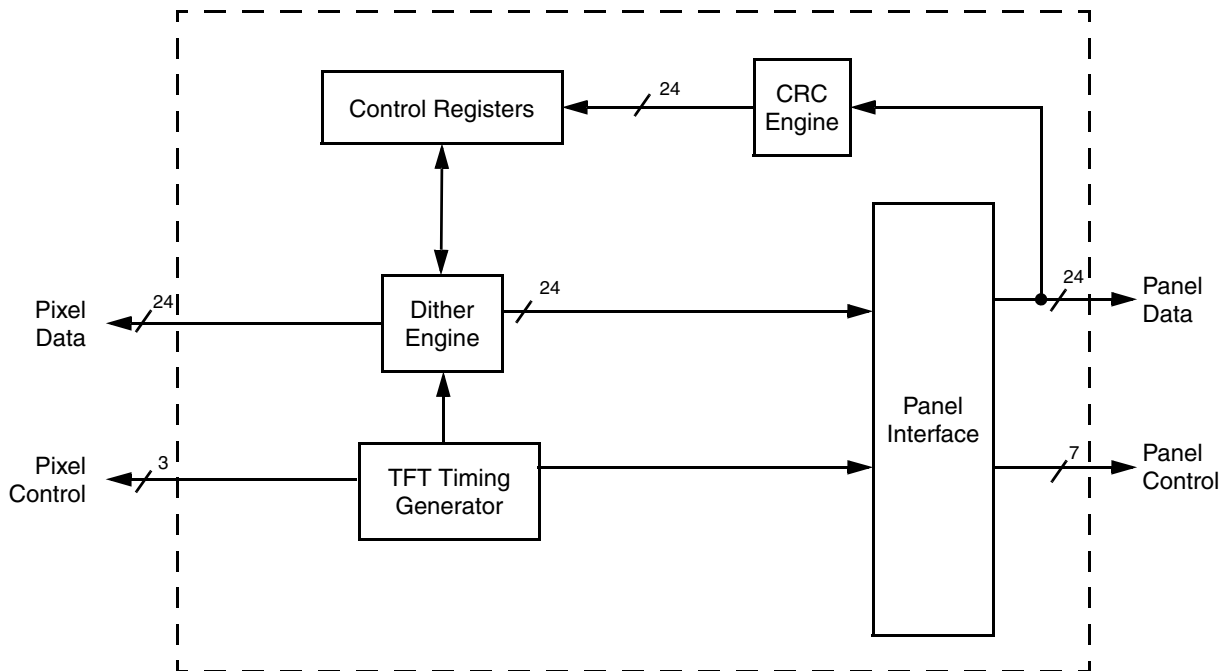 Control Registers
24
CRC
Engine
Pixel
Data
24
Dither
Engine
24
Panel
Interface
24
Panel
Data
Pixel
Control
3
TFT Timing
Generator
7
Panel
Control